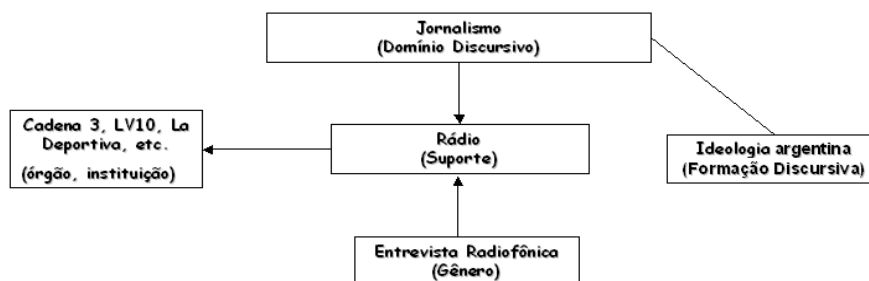 Jornalismo
(Domínio Discursivo)
Cadena 3, LV10, La
Deportiva, etc.
(órgão, instituição)
Rádio
(Suporte)
Ideologia argentina
(Formação Discursiva)
Entrevista Radiofônica
(Gênero)